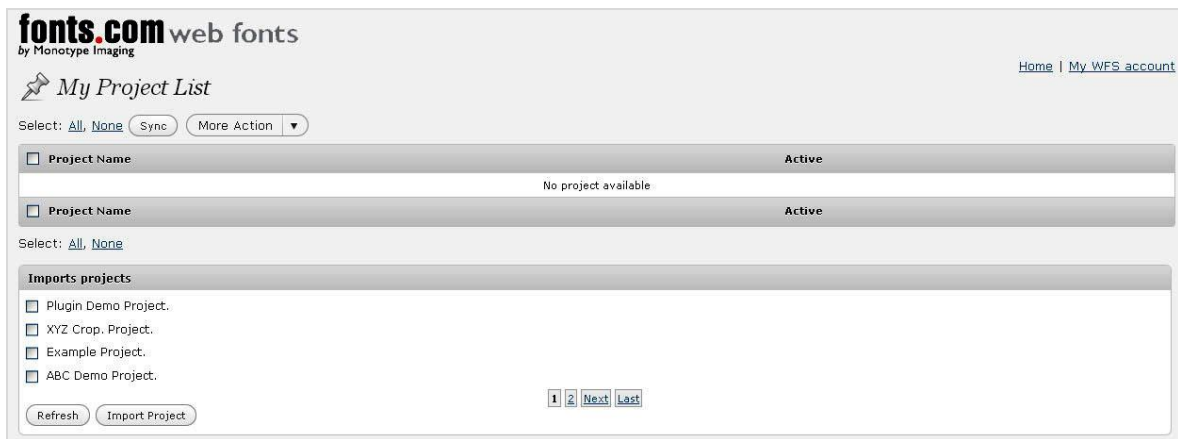 fonts.com web fonts
by Monotype Imaging
Home | My WFS account
My Project List
Select: All, None Sync More Action
Project Name Active
No project available
Project Name Active
Select: All, None
Imports projects
Plugin Demo Project.
XYZ Crop. Project.
Example Project.
ABC Demo Project.
1 2 Next Last
Refresh Import Project